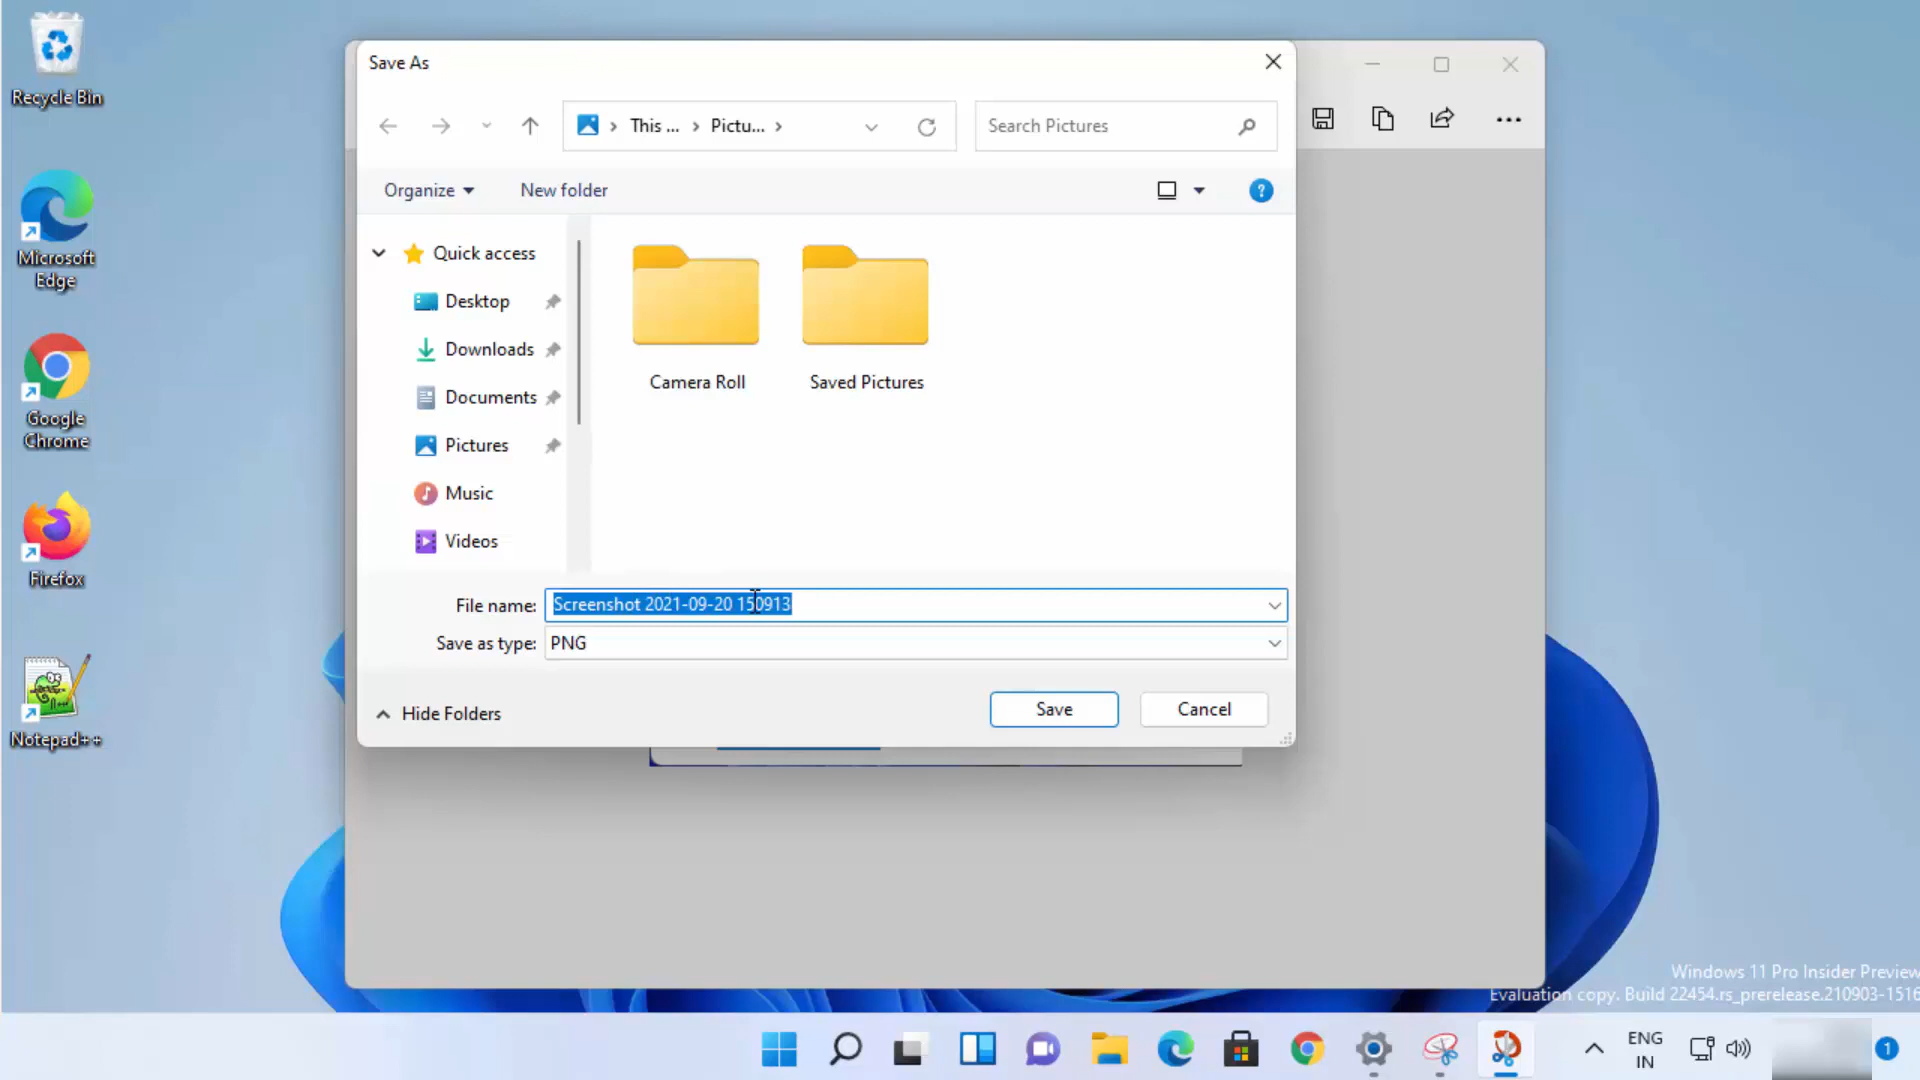 Recycle Bin
Microsoft
Edge
Google
Chrome
Firefox
Notepad++
Save As
This ...
Pictu...
Search Pictures
Organize
New folder
?
Quick access
Desktop
Downloads
Documents
Pictures
Music
Videos
Camera Roll
Saved Pictures
File name: Screenshot 2021-09-20 150913
Save as type: PNG
Hide Folders
Save
Cancel
Windows 11 Pro Insider Preview
Evaluation copy. Build 22454.rs_prerelease.210903-1516
ENG
IN
1